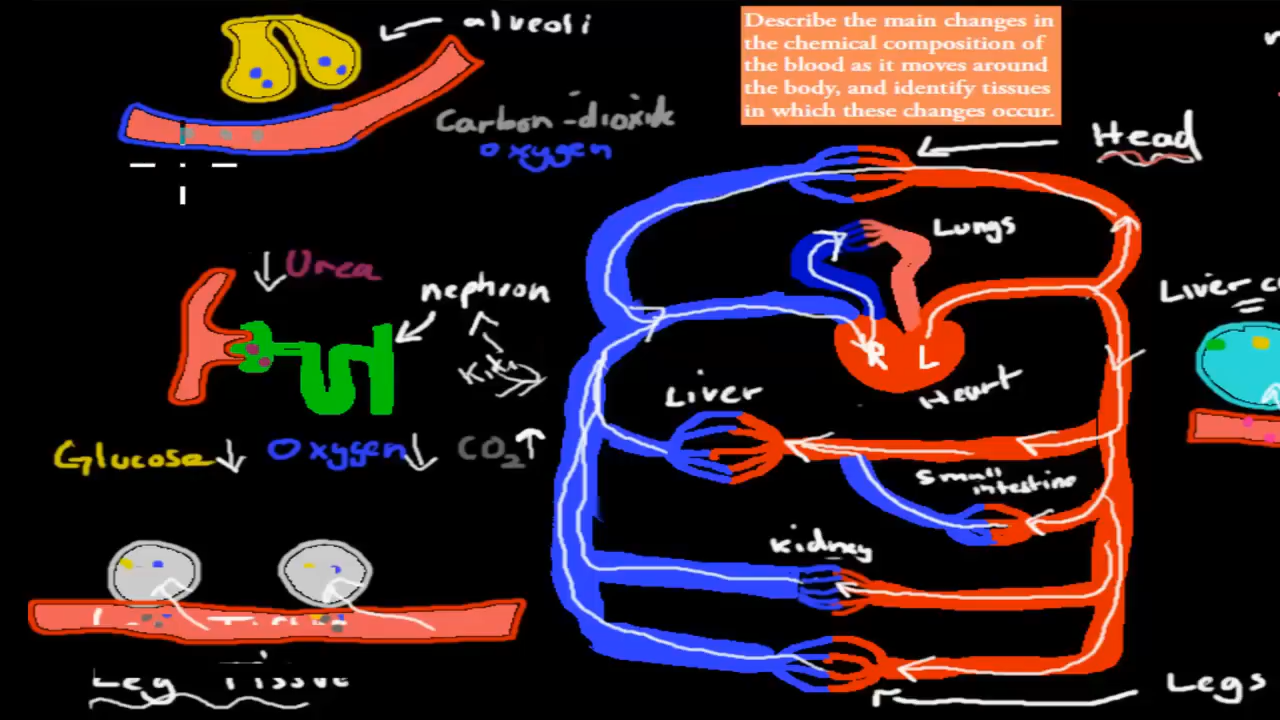 alveoli
Describe the main changes in
the chemical composition of
the blood as it moves around
the body, and identify tissues
in which these changes occur.
Carbon-dioxide
oxygen
Head
Lungs
Urea
nephron
Liver
R L
Heart
Liver
Glucose Oxygen CO2
Small
intestine
Kidney
Leg Tissue
Legs